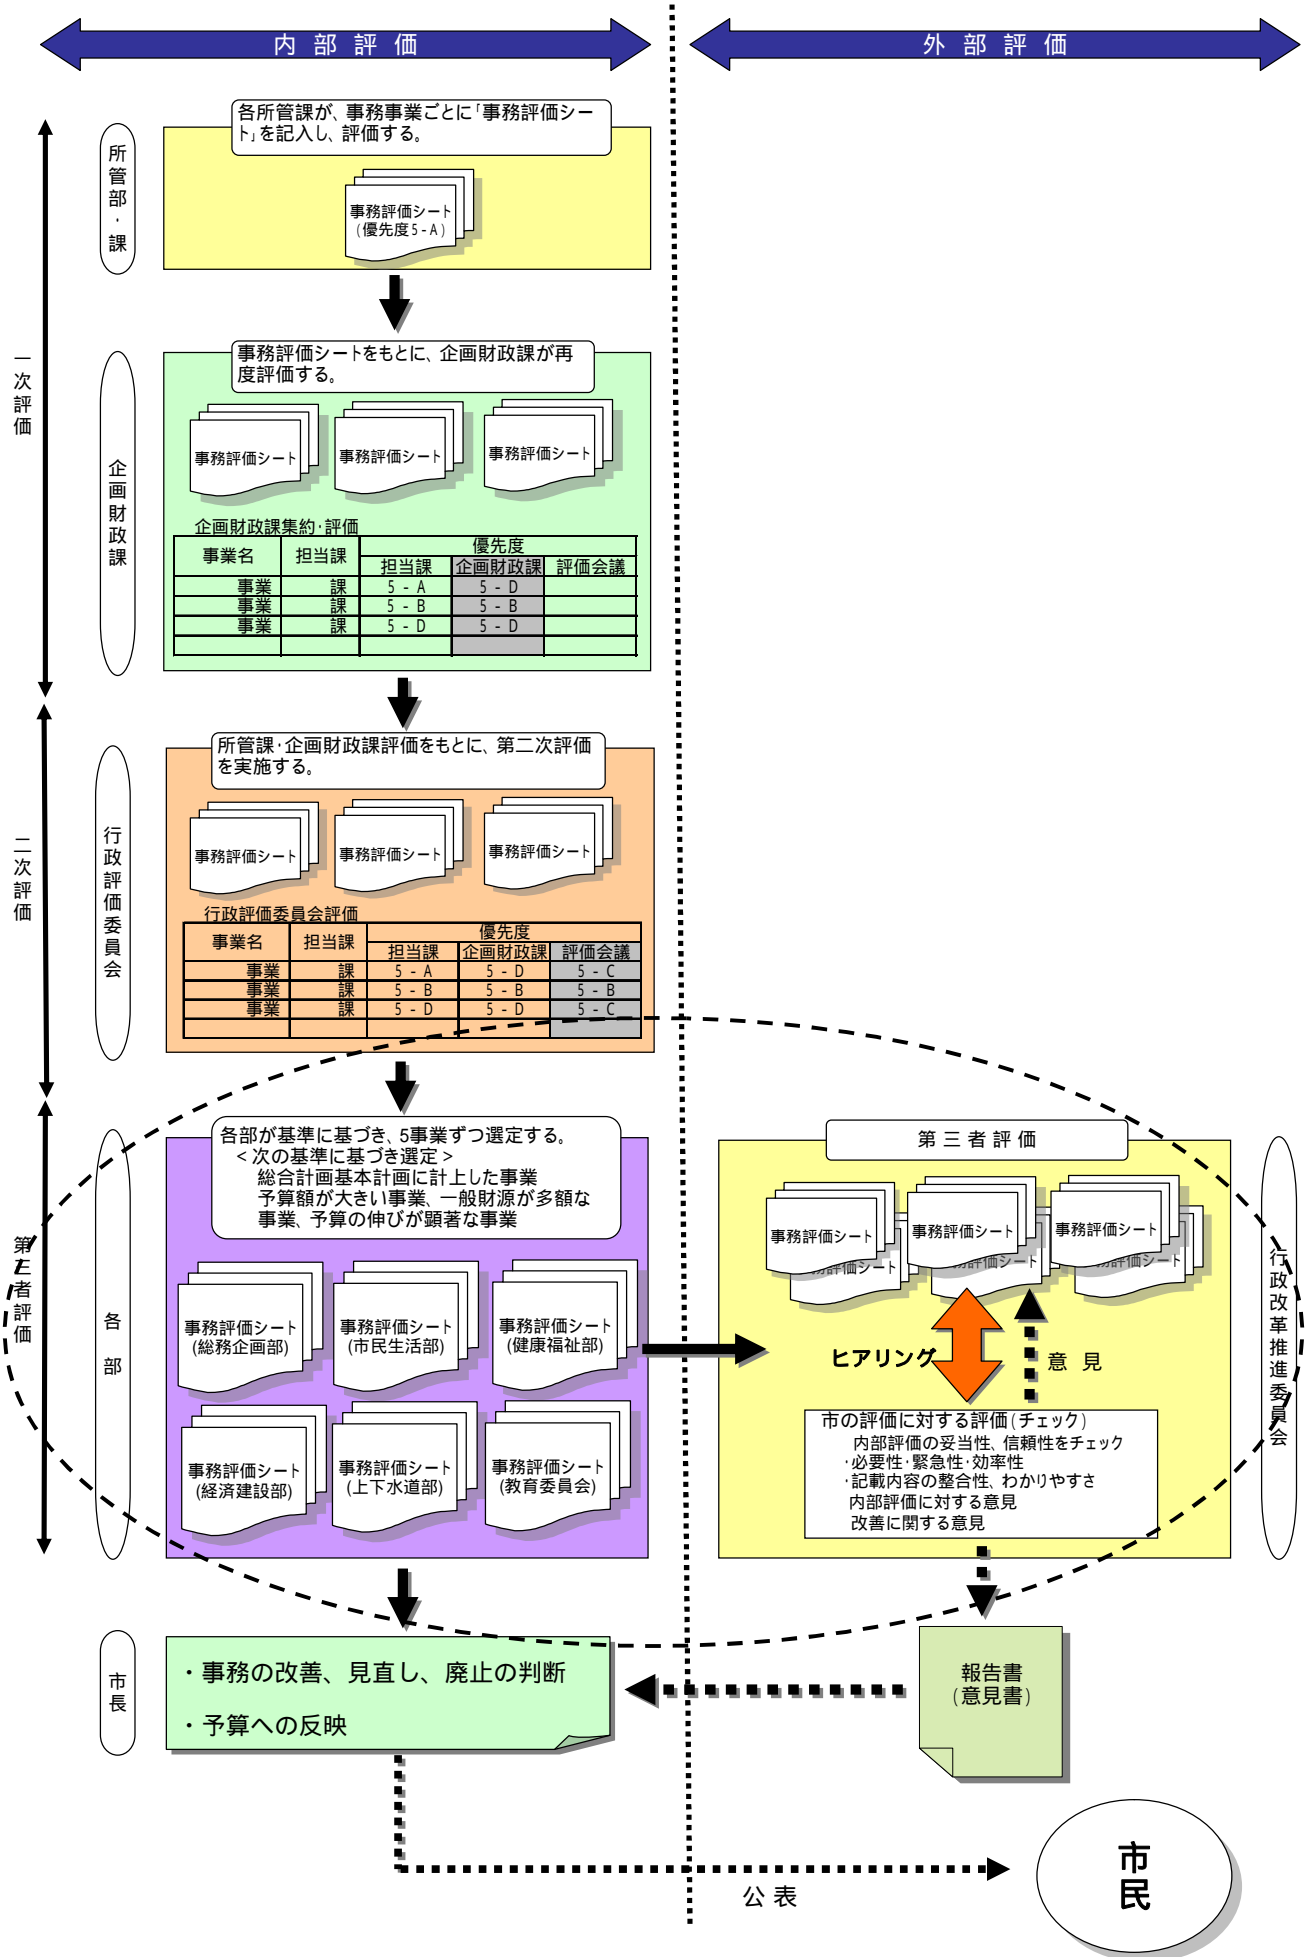 内部評価
外部評価
各所管課が、事務事業ごとに「事務評価シー
ト」を記入し、評価する。
所管部・課
事務評価シート
(優先度5-A)
一次評価
事務評価シートをもとに、企画財政課が再
度評価する。
企画財政課
事務評価シート
事務評価シート
事務評価シート
企画財政課集約・評価
事業名 担当課 優先度
担当課 企画財政課 評価会議
事業 課 5-A 5-D
事業 課 5-B 5-B
事業 課 5-D 5-D
二次評価
所管課・企画財政課評価をもとに、第二次評価
を実施する。
行政評価委員会
事務評価シート
事務評価シート
事務評価シート
行政評価委員会評価
事業名 担当課 優先度
担当課 企画財政課 評価会議
事業 課 5-A 5-D 5-C
事業 課 5-B 5-B 5-B
事業 課 5-D 5-D 5-C
第三者評価
各部が基準に基づき、5事業ずつ選定する。
<次の基準に基づき選定>
総合計画基本計画に計上した事業
予算額が大きい事業、一般財源が多額な
事業、予算の伸びが顕著な事業
各部
事務評価シート
(総務企画部)
事務評価シート
(市民生活部)
事務評価シート
(健康福祉部)
事務評価シート
(経済建設部)
事務評価シート
(上下水道部)
事務評価シート
(教育委員会)
第三者評価
行政改革推進委員会
事務評価シート
事務評価シート
事務評価シート
務評価シート
務評価シート
務評価シート
ヒアリング
意見
市の評価に対する評価(チェック)
内部評価の妥当性、信頼性をチェック
・必要性・緊急性・効率性
・記載内容の整合性、わかりやすさ
内部評価に対する意見
改善に関する意見
市長
・事務の改善、見直し、廃止の判断
・予算への反映
報告書
(意見書)
公表
市民